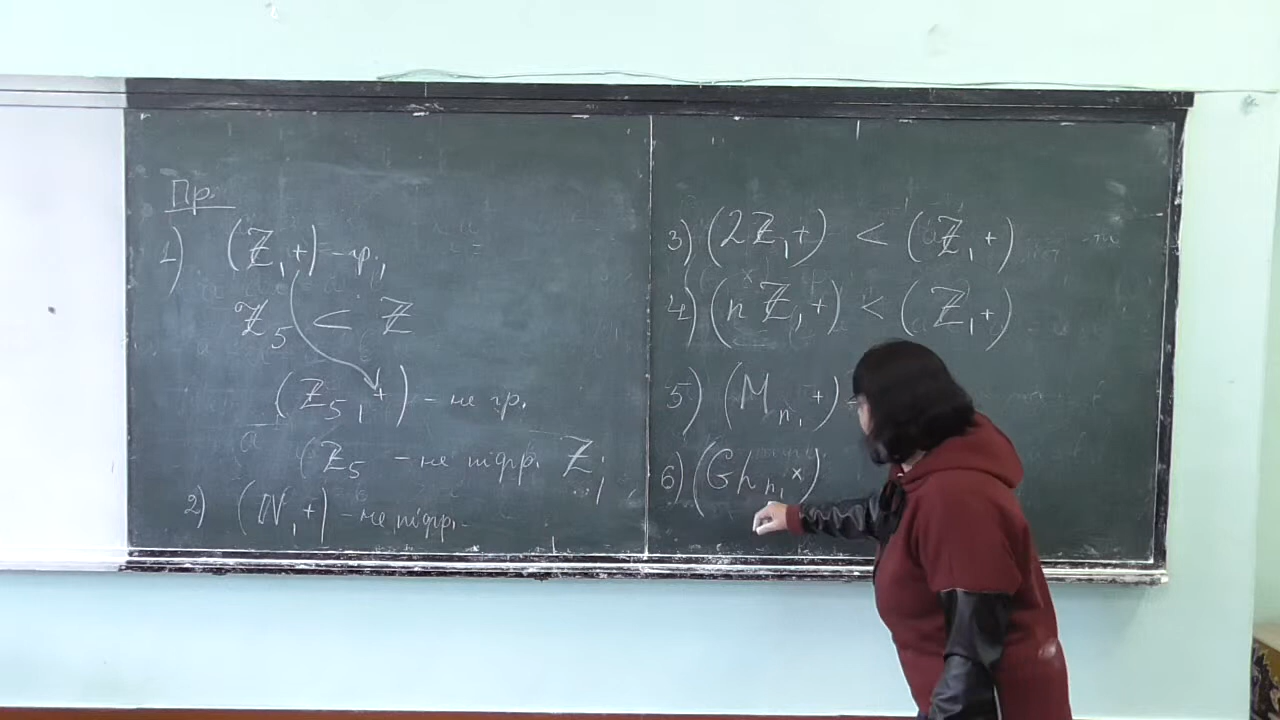 Пр.
1) (ℤ, +) – гр.,
ℤ₅ < ℤ
(ℤ₅, +) – не гр.
(ℤ₅ – не підгр. ℤ;
2) (ℕ, +) – не підгр.
3) (2ℤ, +) < (ℤ, +)
4) (nℤ, +) < (ℤ, +)
5) (Mₙ, +) –
6) (GLₙ, ×)